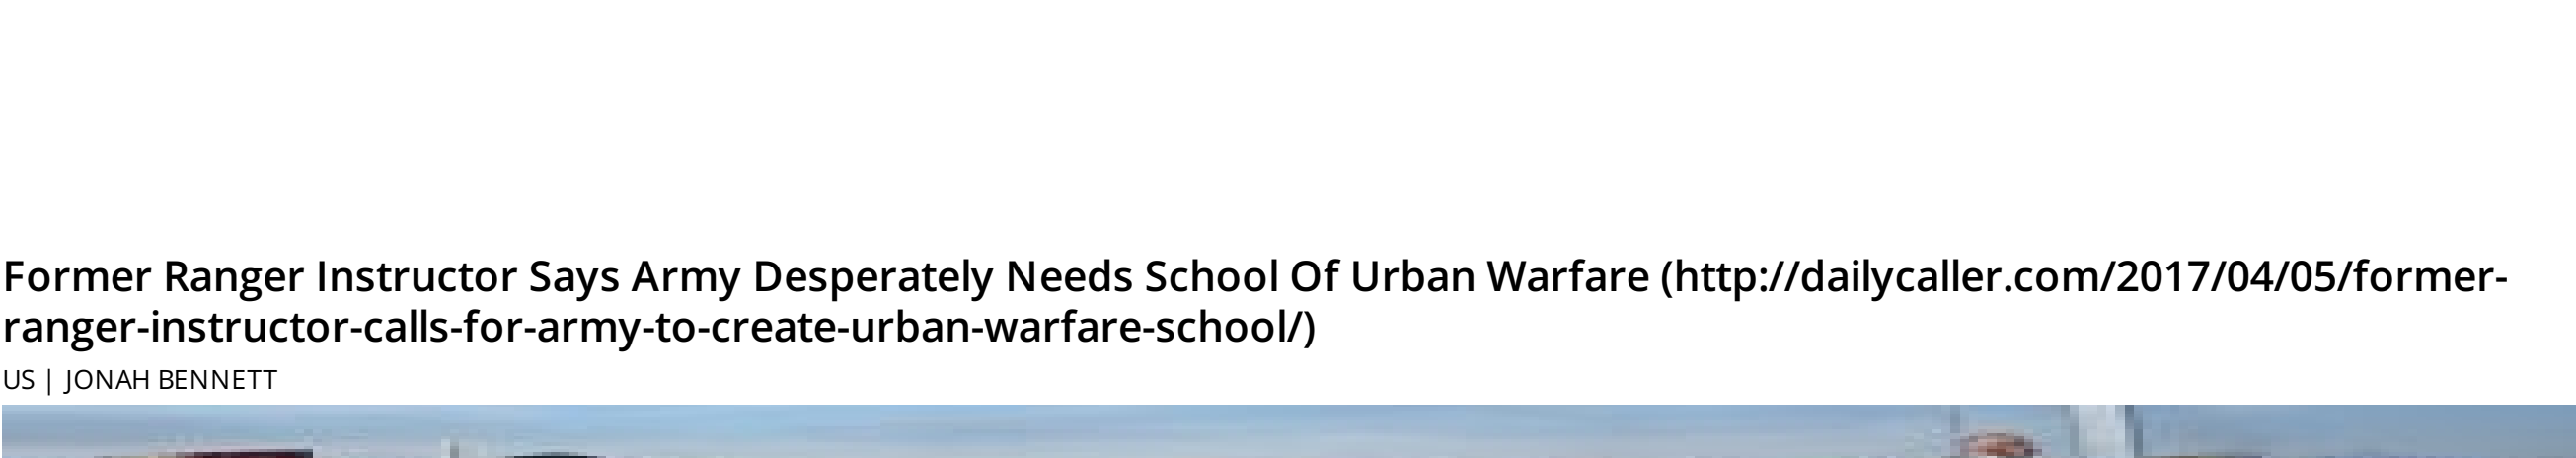 Former Ranger Instructor Says Army Desperately Needs School Of Urban Warfare (http://dailycaller.com/2017/04/05/former-
ranger-instructor-calls-for-army-to-create-urban-warfare-school/)
US | JONAH BENNETT